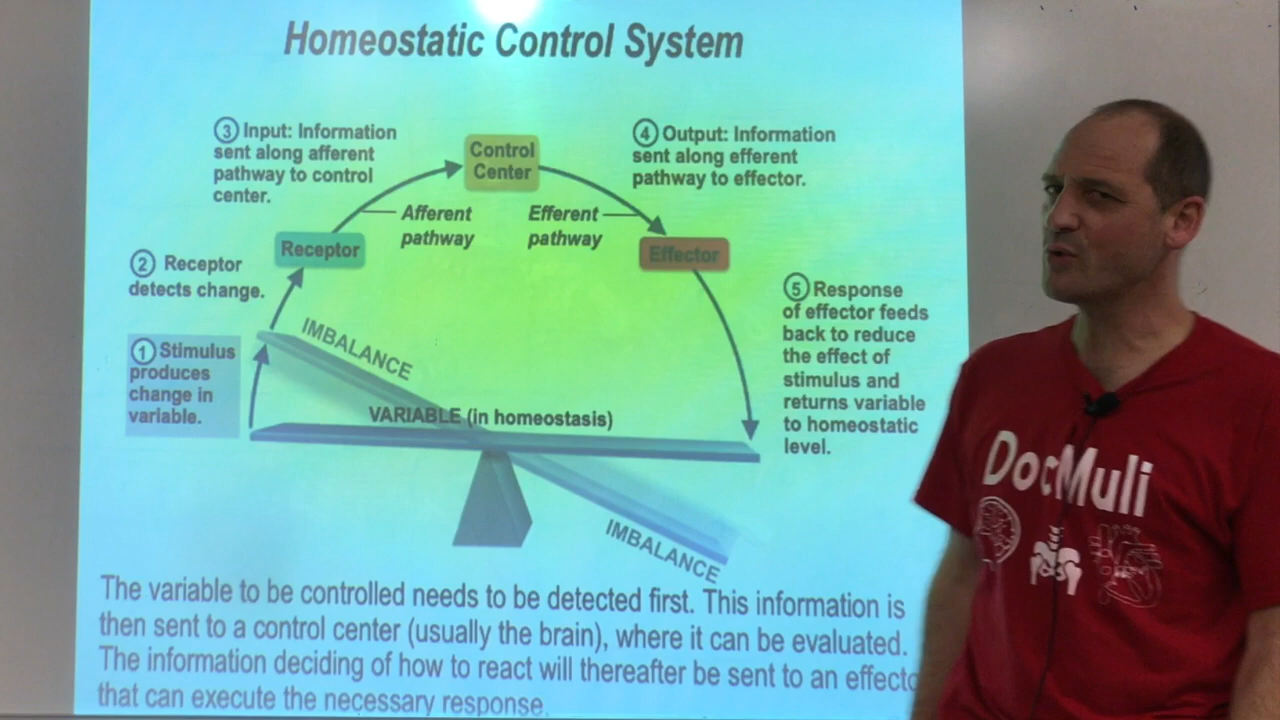 Homeostatic Control System
③ Input: Information
sent along afferent
pathway to control
center.
Control
Center
④ Output: Information
sent along efferent
pathway to effector.
Afferent
pathway
Efferent
pathway
Receptor
Effector
② Receptor
detects change.
① Stimulus
produces
change in
variable.
⑤ Response
of effector feeds
back to reduce
the effect of
stimulus and
returns variable
to homeostatic
level.
IMBALANCE
VARIABLE (in homeostasis)
IMBALANCE
The variable to be controlled needs to be detected first. This information is
then sent to a control center (usually the brain), where it can be evaluated.
The information deciding of how to react will thereafter be sent to an effecto
that can execute the necessary response.
DocMuli